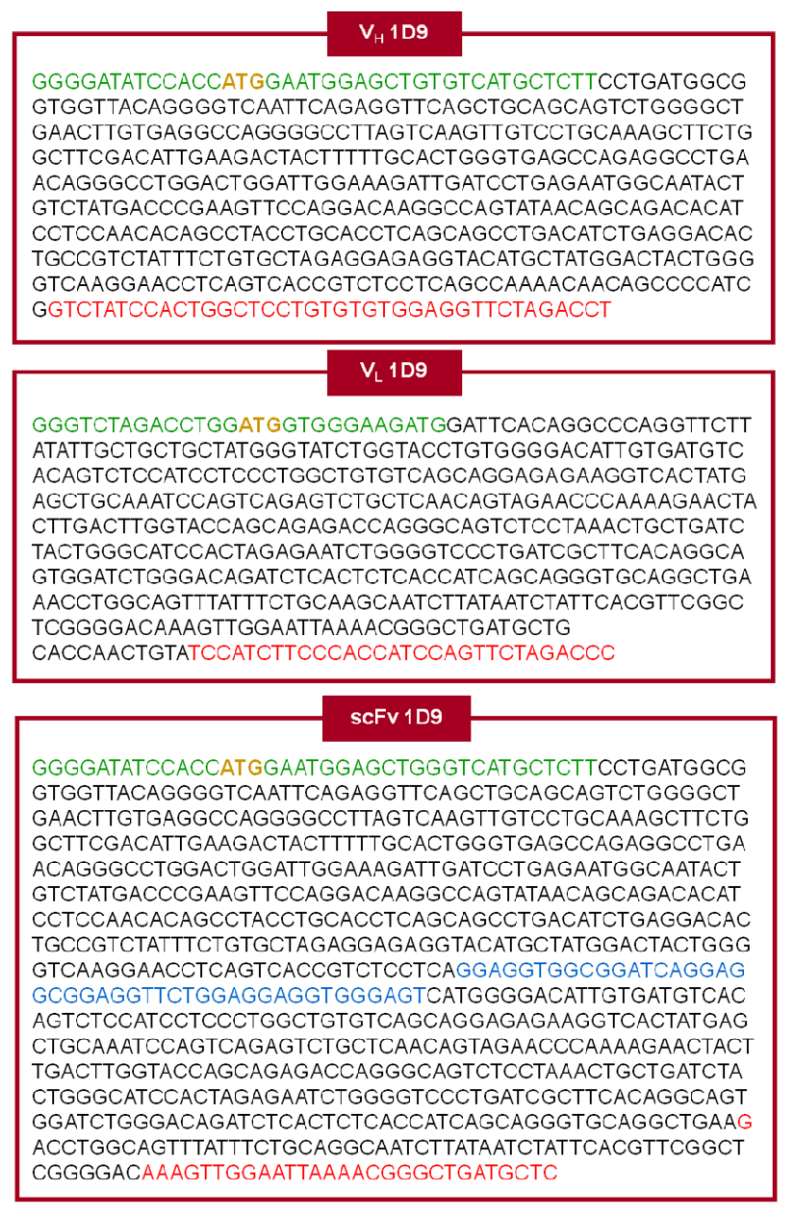 VH 1D9
GGGGATATCCACCATGGAATGGAGCTGTGTCATGCTCTTCCTGATGGCG
GTGGTTACAGGGGTCAATTCAGAGGTTCAGCTGCAGCAGTCTGGGGCT
GAACTTGTGAGGCCAGGGGCCTTAGTCAAGTTGTCCTGCAAAGCTTCTG
GCTTCGACATTGAAGACTACTTTTTGCACTGGGTGAGCCAGAGGCCTGA
ACAGGGCCTGGACTGGATTGGAAAGATTGATCCTGAGAATGGCAATACT
GTCTATGACCCGAAGTTCCAGGACAAGGCCAGTATAACAGCAGACACAT
CCTCCAACACAGCCTACCTGCACCTCAGCAGCCTGACATCTGAGGACAC
TGCCGTCTATTTCTGTGCTAGAGGAGAGGTACATGCTATGGACTACTGGG
GTCAAGGAACCTCAGTCACCGTCTCCTCAGCCAAAACAACAGCCCCATC
GGTCTATCCACTGGCTCCTGTGTGTGGAGGTTCTAGACCT
VL 1D9
GGGTCTAGACCTGGATGGTGGGAAGATGGATTCACAGGCCCAGGTTCTT
ATATTGCTGCTGCTATGGGTATCTGGTACCTGTGGGGACATTGTGATGTC
ACAGTCTCCATCCTCCCTGGCTGTGTCAGCAGGAGAGAAGGTCACTATG
AGCTGCAAATCCAGTCAGAGTCTGCTCAACAGTAGAACCCAAAAGAACTA
CTTGACTTGGTACCAGCAGAGACCAGGGCAGTCTCCTAAACTGCTGATC
TACTGGGCATCCACTAGAGAATCTGGGGTCCCTGATCGCTTCACAGGCA
GTGGATCTGGGACAGATCTCACTCTCACCATCAGCAGGGTGCAGGCTGA
AACCTGGCAGTTTATTTCTGCAAGCAATCTTATAATCTATTCACGTTCGGC
TCGGGGACAAAGTTGGAATTAAAACGGGCTGATGCTG
CACCAACTGTATCCATCTTCCCACCATCCAGTTCTAGACCC
scFv 1D9
GGGGATATCCACCATGGAATGGAGCTGGGTCATGCTCTTCCTGATGGCG
GTGGTTACAGGGGTCAATTCAGAGGTTCAGCTGCAGCAGTCTGGGGCT
GAACTTGTGAGGCCAGGGGCCTTAGTCAAGTTGTCCTGCAAAGCTTCTG
GCTTCGACATTGAAGACTACTTTTTGCACTGGGTGAGCCAGAGGCCTGA
ACAGGGCCTGGACTGGATTGGAAAGATTGATCCTGAGAATGGCAATACT
GTCTATGACCCGAAGTTCCAGGACAAGGCCAGTATAACAGCAGACACAT
CCTCCAACACAGCCTACCTGCACCTCAGCAGCCTGACATCTGAGGACAC
TGCCGTCTATTTCTGTGCTAGAGGAGAGGTACATGCTATGGACTACTGGG
GTCAAGGAACCTCAGTCACCGTCTCCTCAGGAGGTGGCGGATCAGGAG
GCGGAGGTTCTGGAGGAGGTGGGAGTCATGGGGACATTGTGATGTCAC
AGTCTCCATCCTCCCTGGCTGTGTCAGCAGGAGAGAAGGTCACTATGAG
CTGCAAATCCAGTCAGAGTCTGCTCAACAGTAGAACCCAAAAGAACTACT
TGACTTGGTACCAGCAGAGACCAGGGCAGTCTCCTAAACTGCTGATCTA
CTGGGCATCCACTAGAGAATCTGGGGTCCCTGATCGCTTCACAGGCAGT
GGATCTGGGACAGATCTCACTCTCACCATCAGCAGGGTGCAGGCTGAAG
ACCTGGCAGTTTATTTCTGCAGGCAATCTTATAATCTATTCACGTTCGGCT
CGGGGACAAAGTTGGAATTAAAACGGGCTGATGCTC